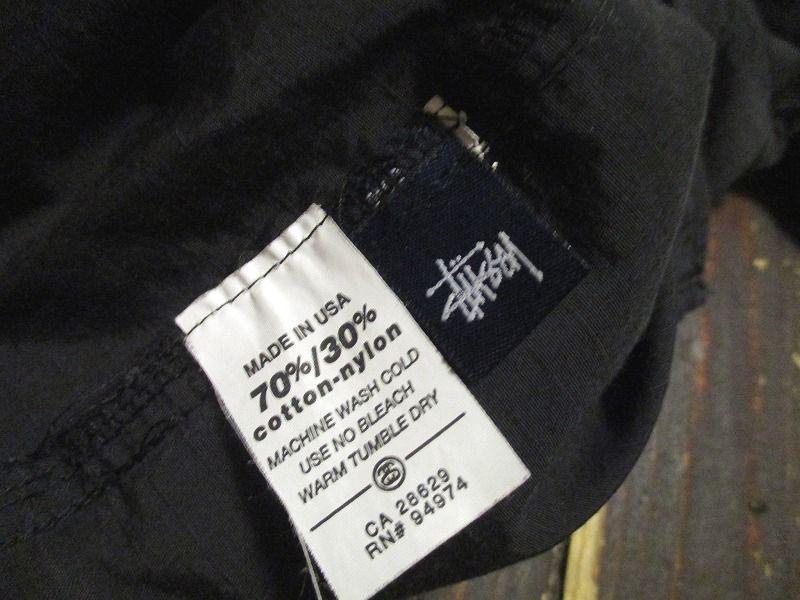 MADE IN USA
70%/30%
cotton-nylon
MACHINE WASH COLD
USE NO BLEACH
WARM TUMBLE DRY
CA 28629
RN# 94974
Stüssy